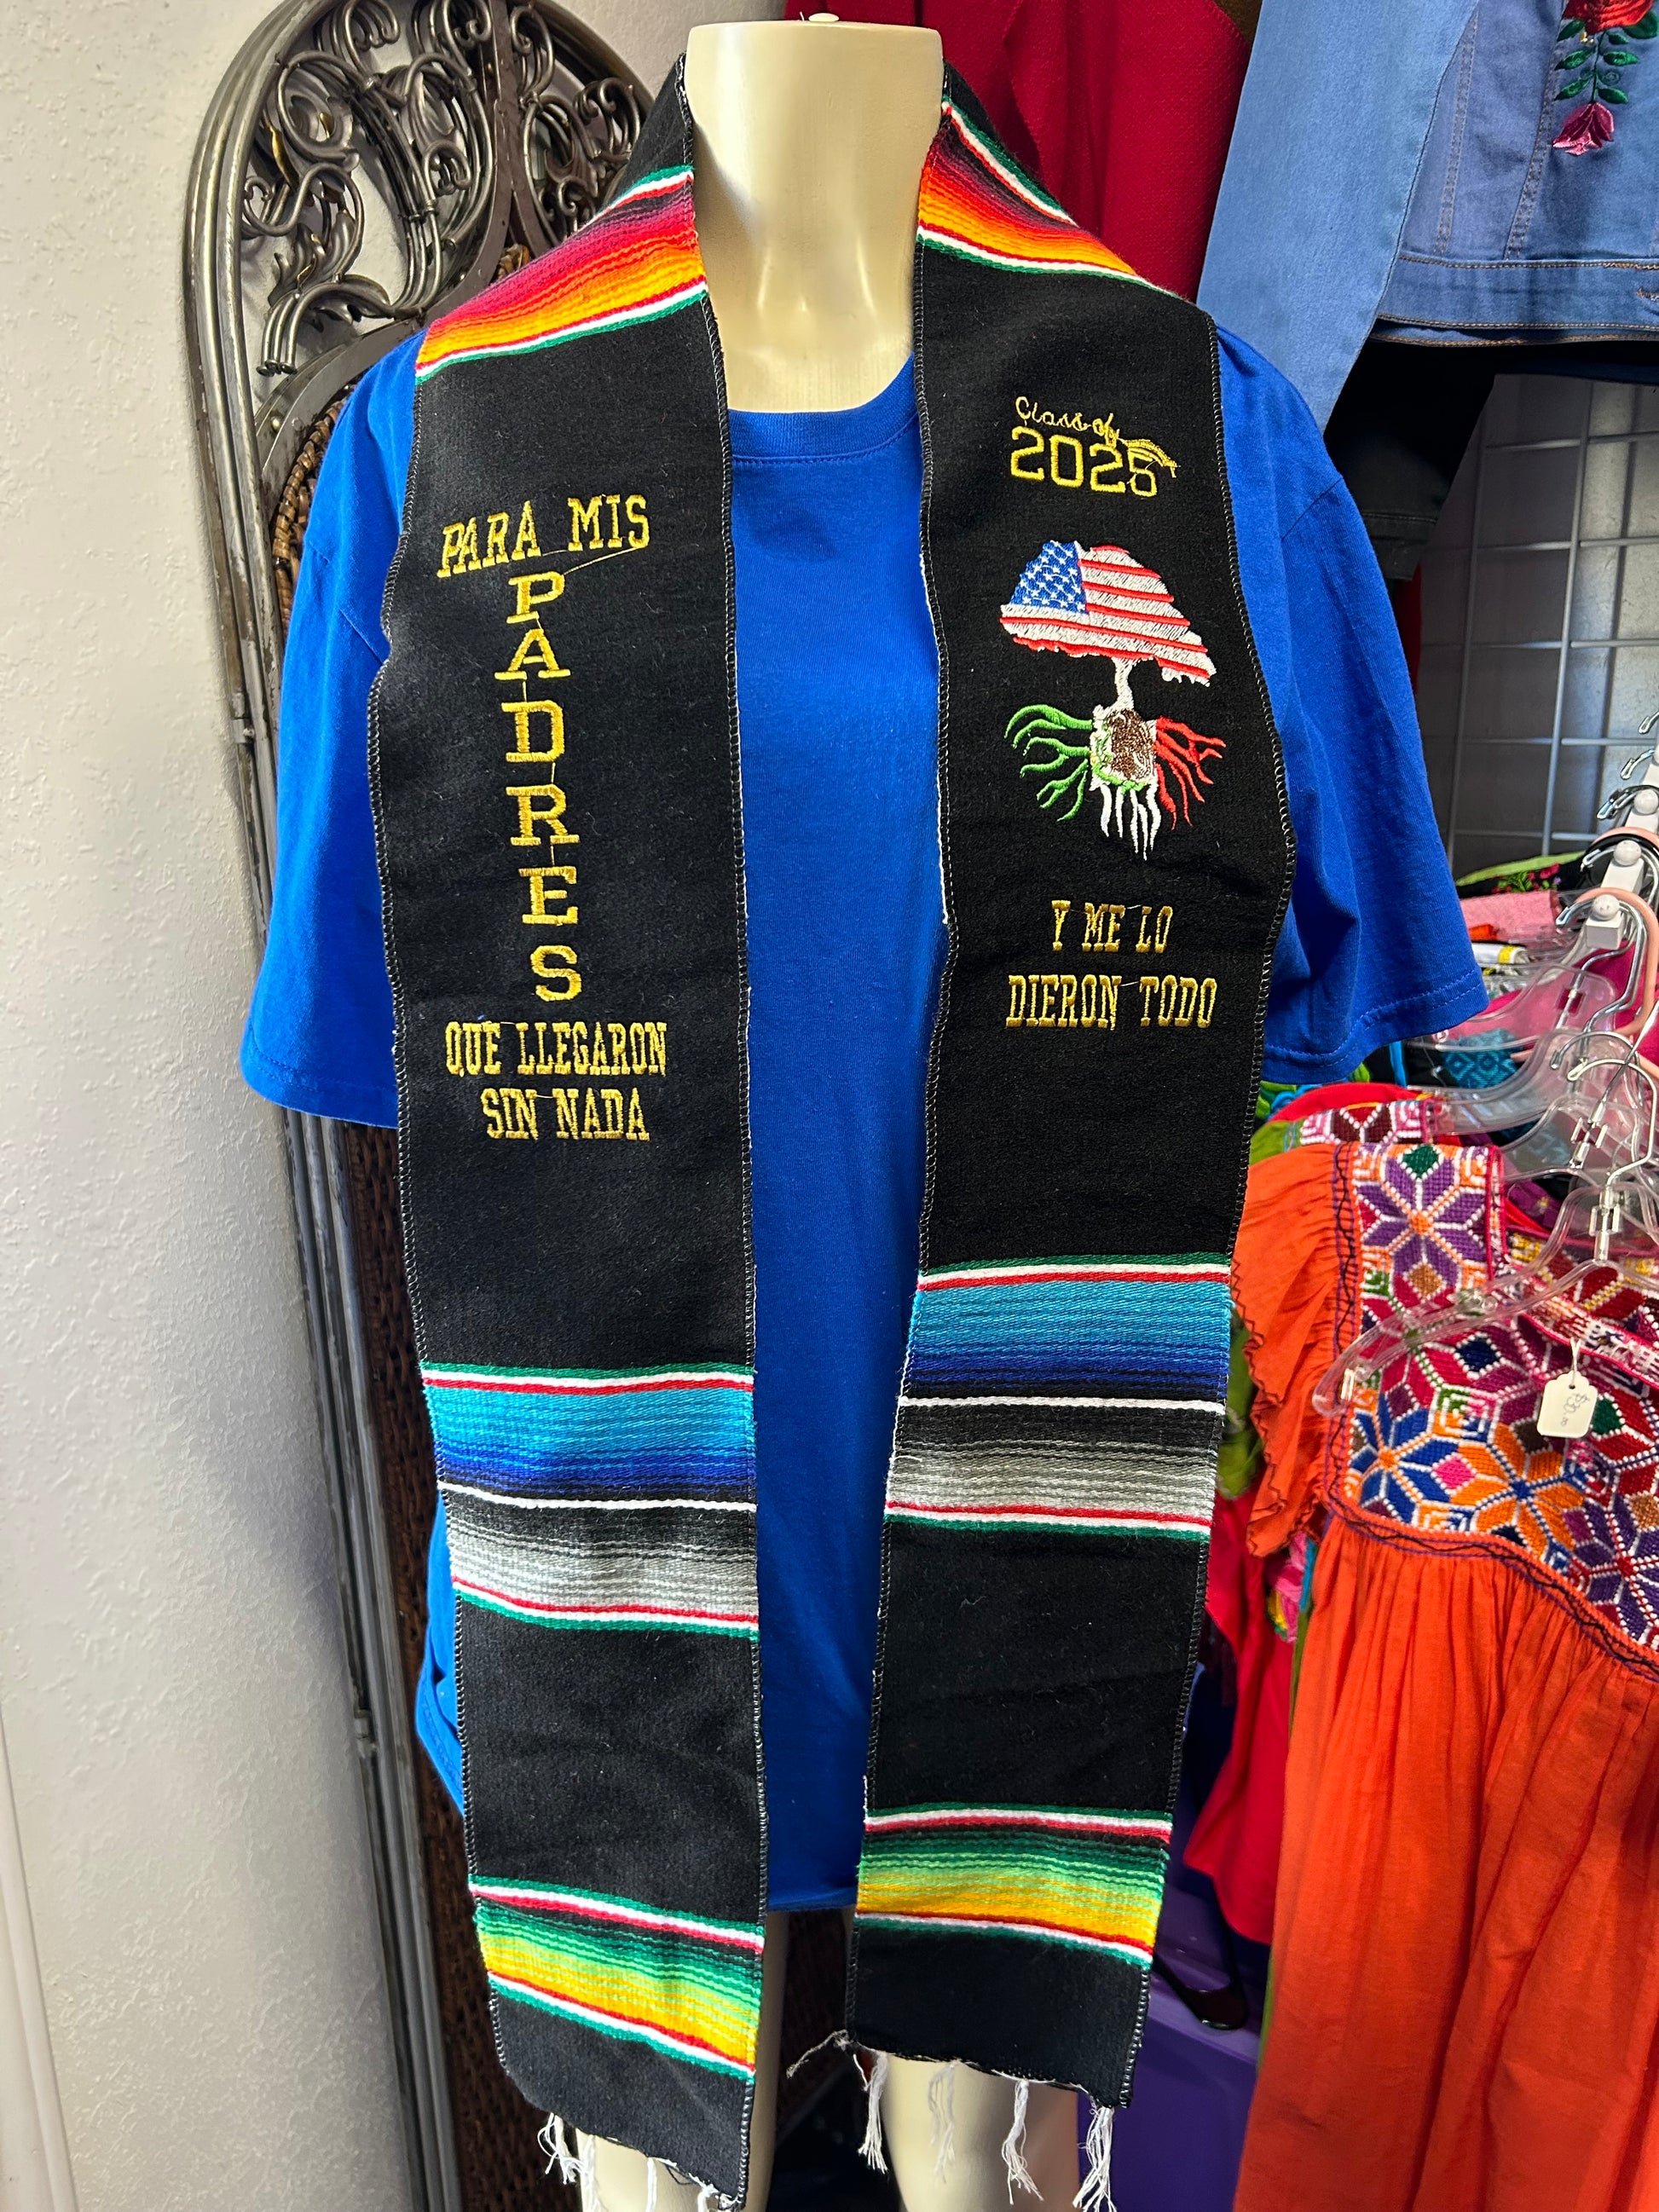 PARA MIS
PADRES
QUE LLEGARON
SIN NADA
Class of
2025
Y ME LO
DIERON TODO